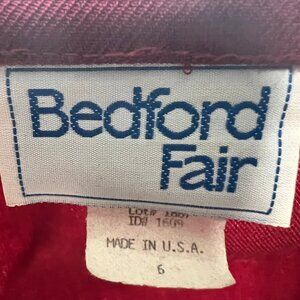 Bedford
Fair
ID# 1609
MADE IN U.S.A.
6